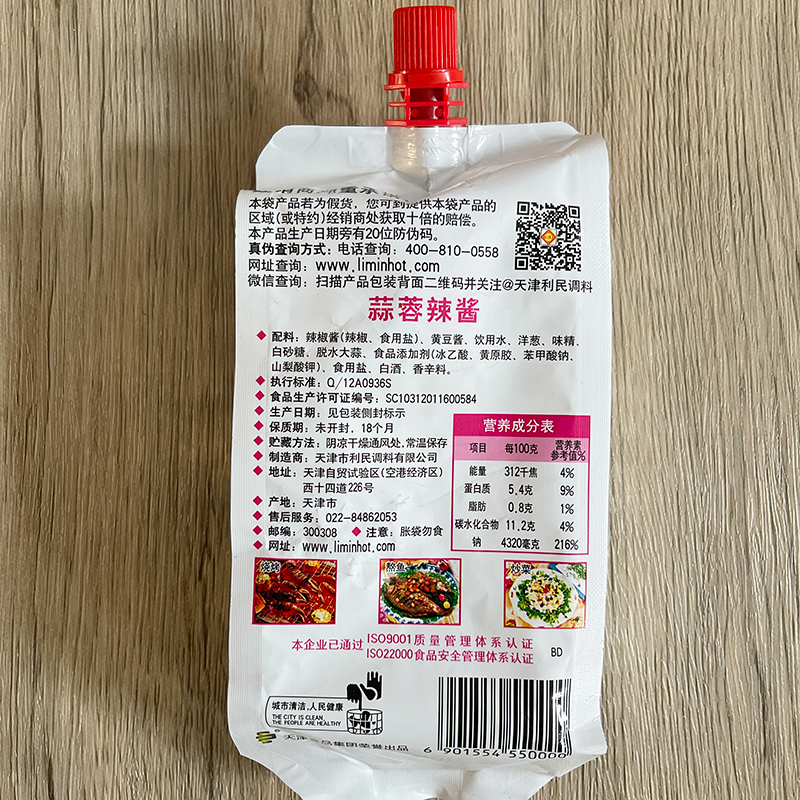 本袋产品若为假货，您可到提供本袋产品的
区域(或特约)经销商处获取十倍的赔偿。
本产品生产日期旁有20位防伪码。
真伪查询方式：电话查询：400-810-0558
网址查询：www.liminhot.com
微信查询：扫描产品包装背面二维码并关注@天津利民调料
蒜蓉辣酱
◆ 配料：辣椒酱(辣椒、食用盐)、黄豆酱、饮用水、洋葱、味精、
白砂糖、脱水大蒜、食品添加剂(冰乙酸、黄原胶、苯甲酸钠、
山梨酸钾)、食用盐、白酒、香辛料。
◆ 执行标准：Q/12A0936S
◆ 食品生产许可证编号：SC10312011600584
◆ 生产日期：见包装侧封标示
◆ 保质期：未开封，18个月
◆ 贮藏方法：阴凉干燥通风处，常温保存
◆ 制造商：天津市利民调料有限公司
◆ 地址：天津自贸试验区(空港经济区)
西十四道226号
◆ 产地：天津市
◆ 售后服务：022-84862053
◆ 邮编：300308 ◆ 注意：胀袋勿食
◆ 网址：www.liminhot.com
营养成分表
项目 每100克 营养素参考值%
能量 312千焦 4%
蛋白质 5.4克 9%
脂肪 0.8克 1%
碳水化合物 11.2克 4%
钠 4320毫克 216%
烧烤 熬鱼 炒菜
本企业已通过 ISO9001质量管理体系认证
ISO22000食品安全管理体系认证
BD
城市清洁，人民健康
THE CITY IS CLEAN,
THE PEOPLE ARE HEALTHY
天津食品集团荣誉出品
6 901554 550000